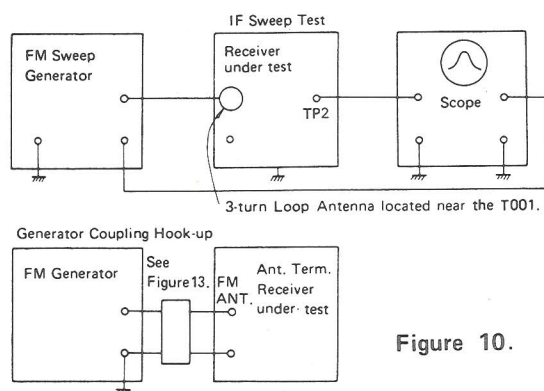 IF Sweep Test
FM Sweep
Generator
Receiver
under test
TP2
Scope
3-turn Loop Antenna located near the T001.
Generator Coupling Hook-up
FM Generator
See
Figure 13.
FM
ANT.
Ant. Term.
Receiver
under test
Figure 10.